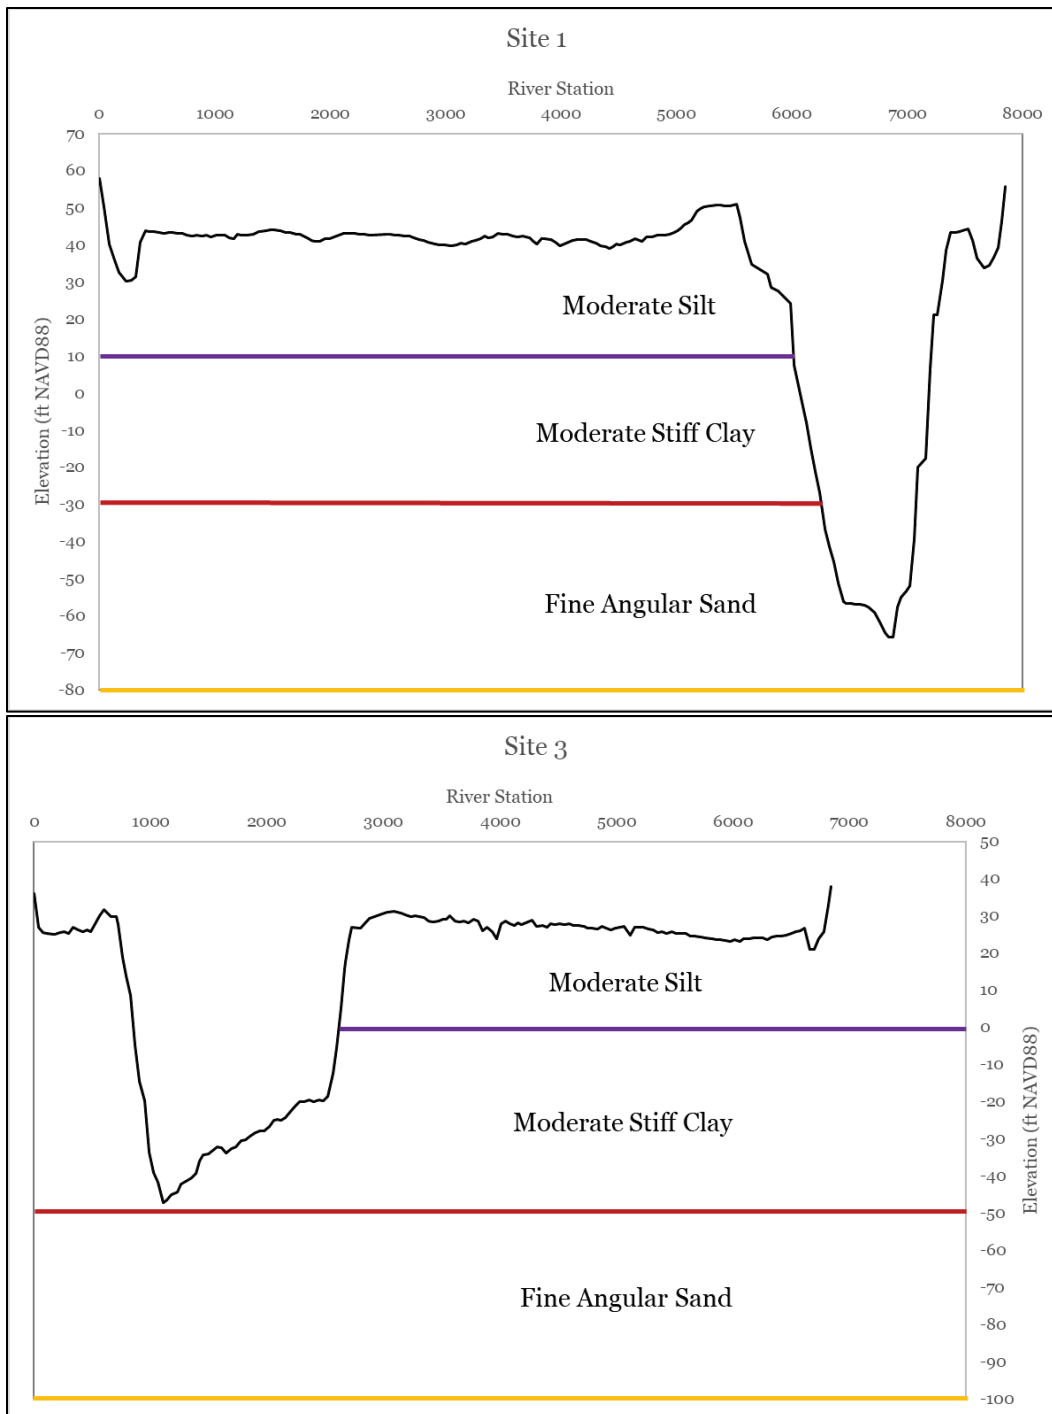 Site 1
River Station
0 1000 2000 3000 4000 5000 6000 7000 8000
70
60
50
40
30
20
10
0
-10
-20
-30
-40
-50
-60
-70
-80
Elevation (ft NAVD88)
Moderate Silt
Moderate Stiff Clay
Fine Angular Sand
Site 3
River Station
0 1000 2000 3000 4000 5000 6000 7000 8000
50
40
30
20
10
0
-10
-20
-30
-40
-50
-60
-70
-80
-90
-100
Elevation (ft NAVD88)
Moderate Silt
Moderate Stiff Clay
Fine Angular Sand